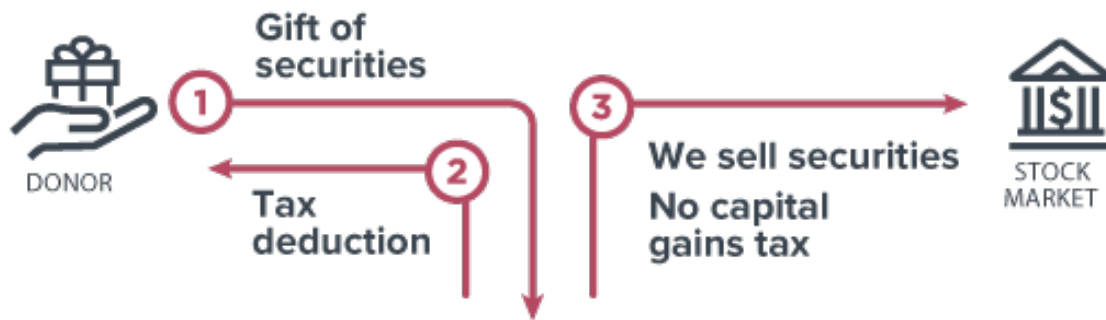 Gift of
securities
1
DONOR
2
Tax
deduction
3
We sell securities
No capital
gains tax
$
STOCK
MARKET